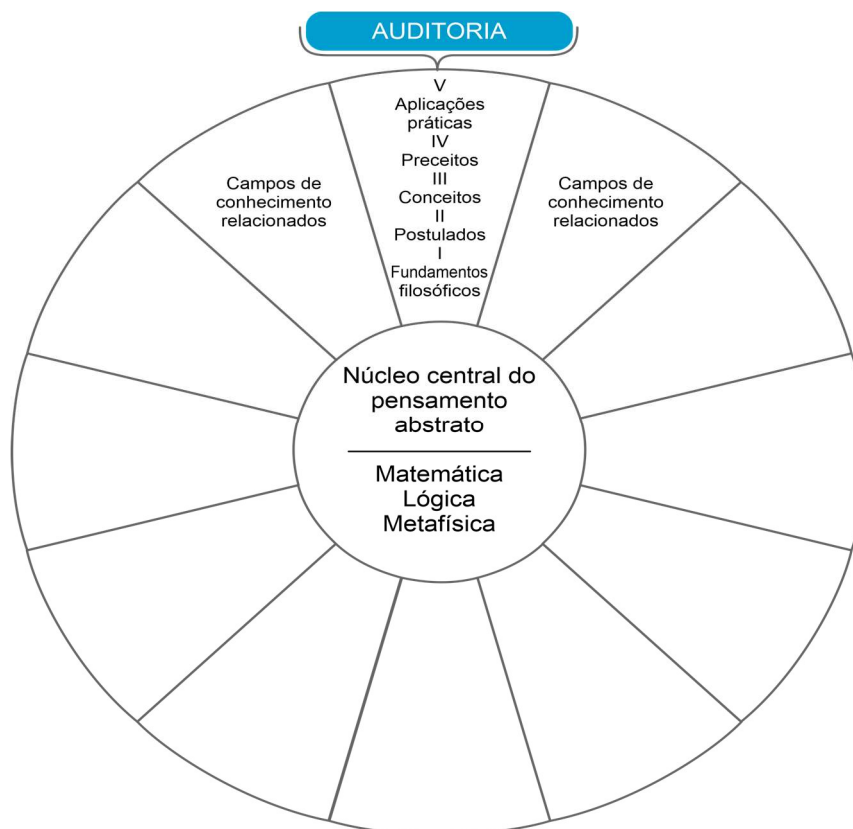 AUDITORIA
V
Aplicações
práticas
IV
Preceitos
III
Conceitos
II
Postulados
I
Fundamentos
filosóficos
Campos de
conhecimento
relacionados
Campos de
conhecimento
relacionados
Núcleo central do
pensamento
abstrato
Matemática
Lógica
Metafísica